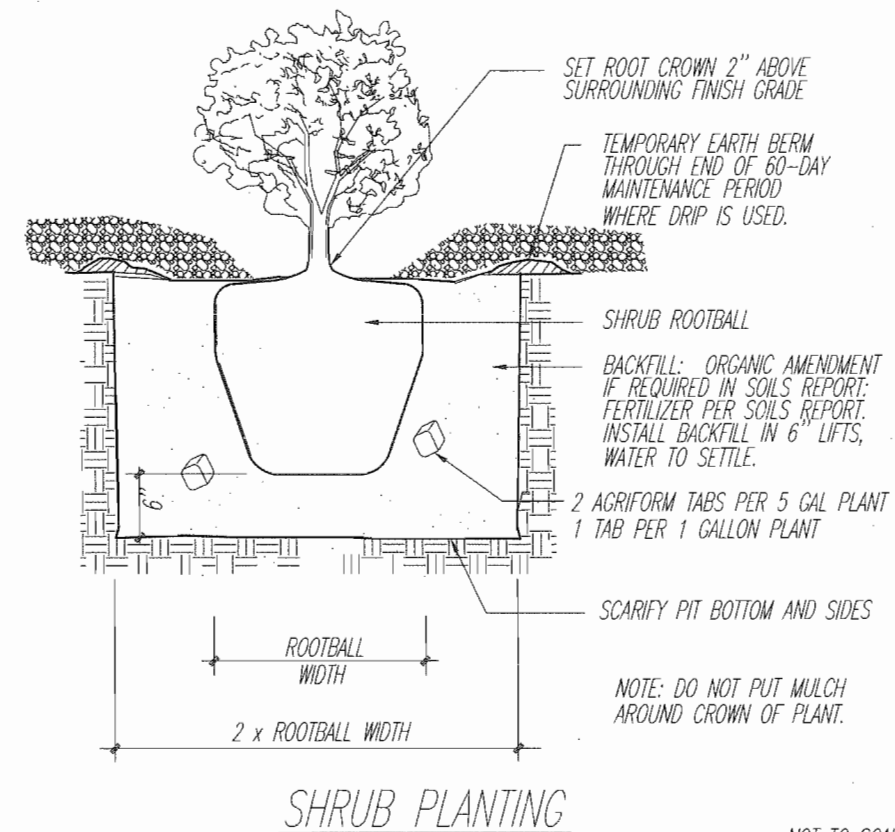 SET ROOT CROWN 2" ABOVE
SURROUNDING FINISH GRADE
TEMPORARY EARTH BERM
THROUGH END OF 60-DAY
MAINTENANCE PERIOD
WHERE DRIP IS USED.
SHRUB ROOTBALL
BACKFILL: ORGANIC AMENDMENT
IF REQUIRED IN SOILS REPORT:
FERTILIZER PER SOILS REPORT.
INSTALL BACKFILL IN 6" LIFTS,
WATER TO SETTLE.
6"
2 AGRIFORM TABS PER 5 GAL PLANT
1 TAB PER 1 GALLON PLANT
SCARIFY PIT BOTTOM AND SIDES
ROOTBALL
WIDTH
2 x ROOTBALL WIDTH
NOTE: DO NOT PUT MULCH
AROUND CROWN OF PLANT.
SHRUB PLANTING
NOT TO